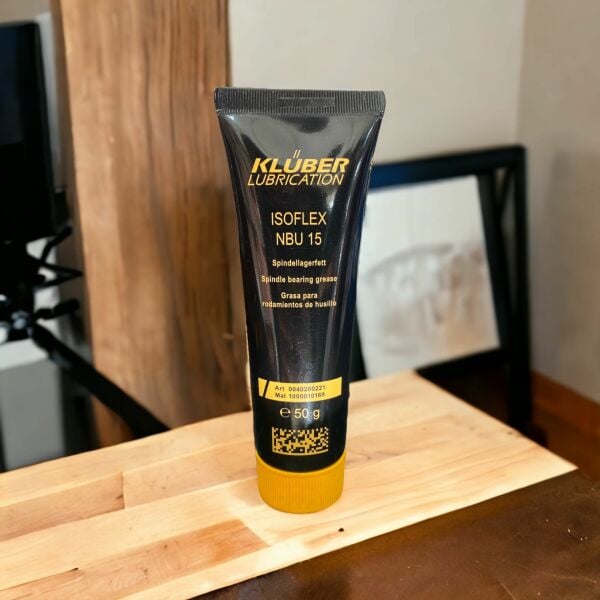 KLÜBER
LUBRICATION
ISOFLEX
NBU 15
Spindellagerfett
Spindle bearing grease
Grasa para
rodamientos de husillo
Art 0040280221
Mat 1000010169
℮ 50 g